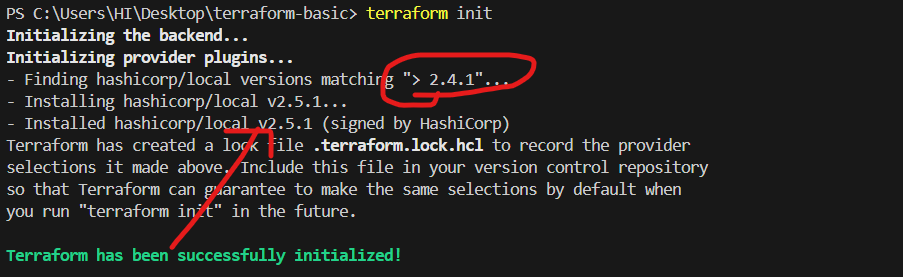 PS C:\Users\HI\Desktop\terraform-basic> terraform init
Initializing the backend...
Initializing provider plugins...
- Finding hashicorp/local versions matching "> 2.4.1"...
- Installing hashicorp/local v2.5.1...
- Installed hashicorp/local v2.5.1 (signed by HashiCorp)
Terraform has created a lock file .terraform.lock.hcl to record the provider
selections it made above. Include this file in your version control repository
so that Terraform can guarantee to make the same selections by default when
you run "terraform init" in the future.
Terraform has been successfully initialized!